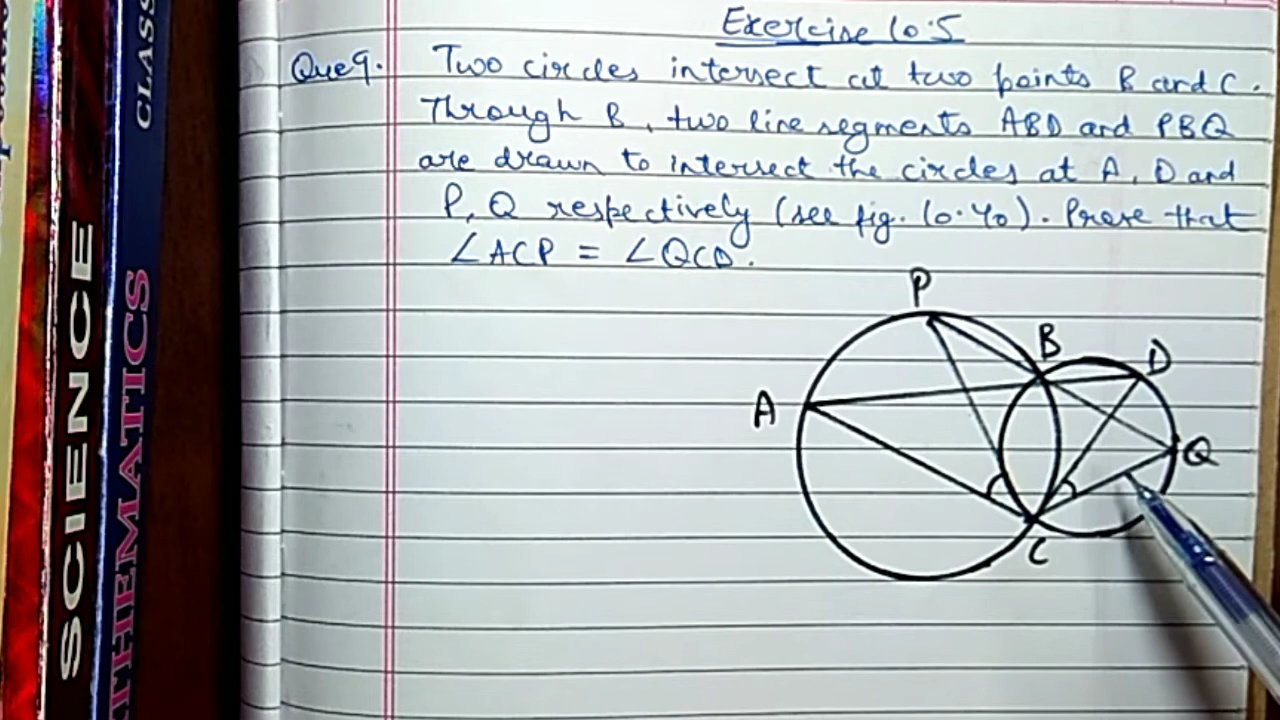 Exercise 10.5
Que9. Two circles intersect at two points B and C.
Through B, two line segments ABD and PBQ
are drawn to intersect the circles at A, D and
P, Q respectively (see fig. 10.40). Prove that
∠ACP = ∠QCD.
P
B
D
A
Q
C
SCIENCE
THEMATICS
CLASS